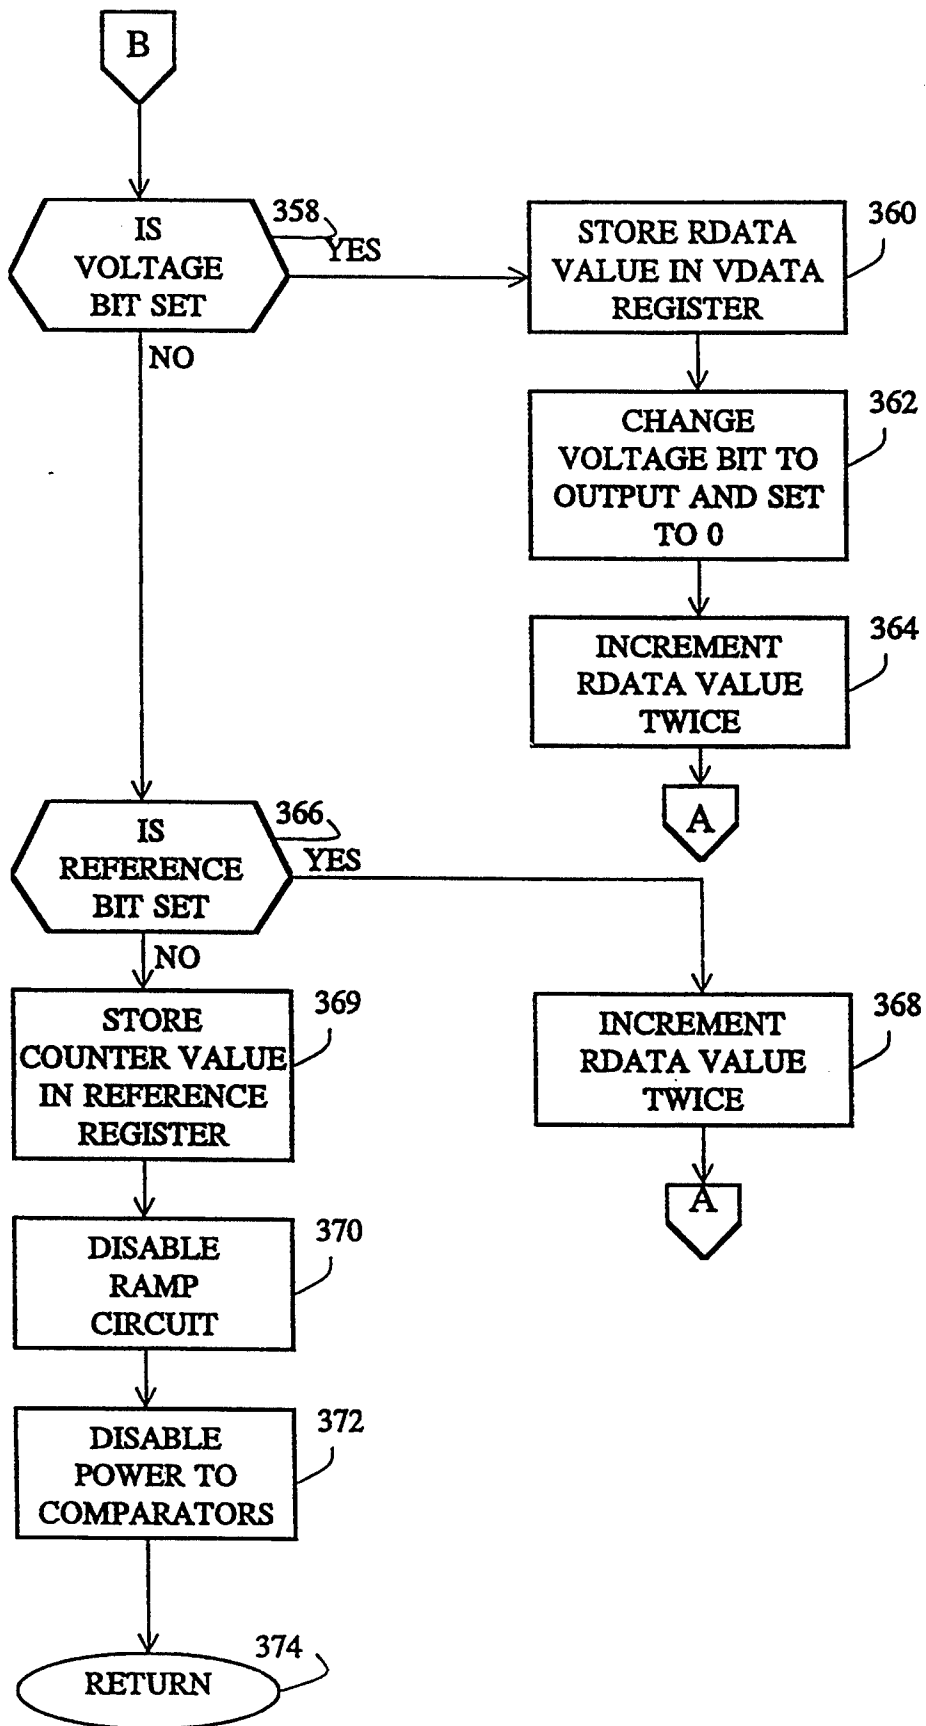 B
IS
VOLTAGE
BIT SET
358
YES
NO
STORE RDATA
VALUE IN VDATA
REGISTER
360
CHANGE
VOLTAGE BIT TO
OUTPUT AND SET
TO 0
362
INCREMENT
RDATA VALUE
TWICE
364
A
IS
REFERENCE
BIT SET
366
YES
NO
INCREMENT
RDATA VALUE
TWICE
368
A
STORE
COUNTER VALUE
IN REFERENCE
REGISTER
369
DISABLE
RAMP
CIRCUIT
370
DISABLE
POWER TO
COMPARATORS
372
RETURN
374